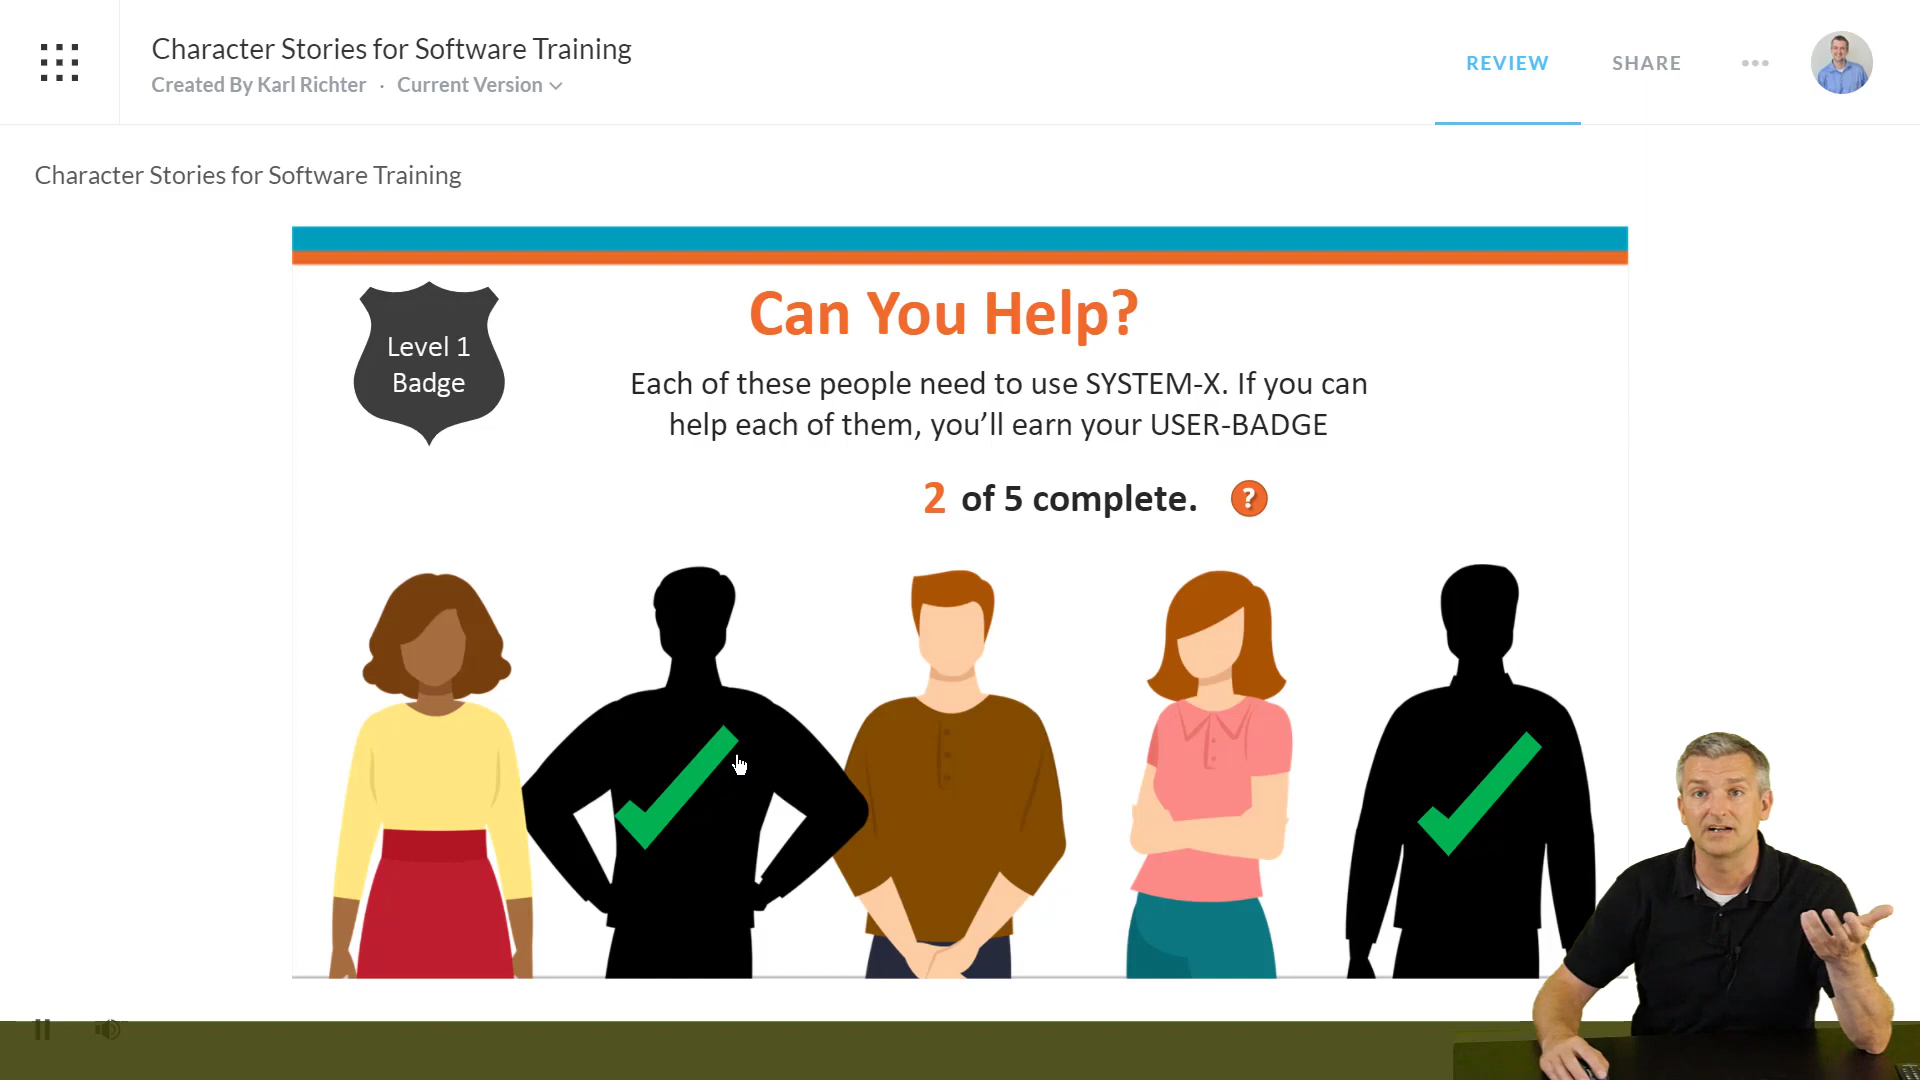 Character Stories for Software Training
Created By Karl Richter · Current Version
REVIEW
SHARE
Character Stories for Software Training
Level 1
Badge
Can You Help?
Each of these people need to use SYSTEM-X. If you can
help each of them, you’ll earn your USER-BADGE
2 of 5 complete.
?